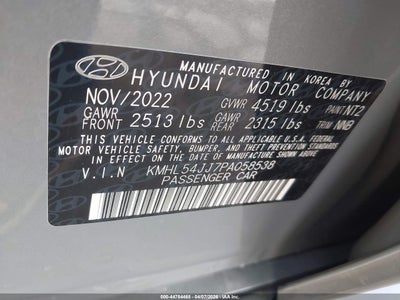 MANUFACTURED IN KOREA BY
HYUNDAI MOTOR COMPANY
NOV/2022 GVWR 4519 lbs PAINT NT2
GAWR FRONT 2513 lbs GAWR REAR 2315 lbs TRIM NNB
THIS VEHICLE CONFORMS TO ALL APPLICABLE U.S. FEDERAL
MOTOR VEHICLE SAFETY, BUMPER, AND THEFT PREVENTION
STANDARDS IN EFFECT ON THE DATE OF MANUFACTURE SHOWN ABOVE.
V.I.N KMHL54JJ7PA058538
PASSENGER CAR